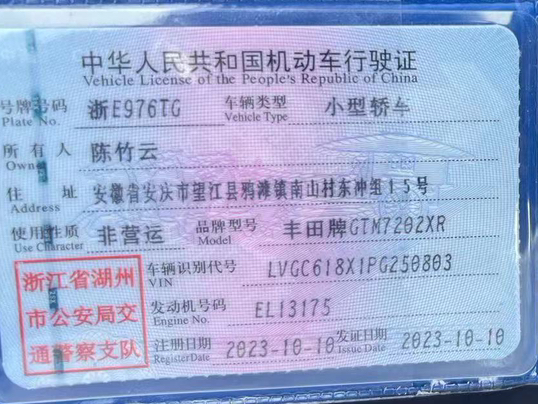 中华人民共和国机动车行驶证
Vehicle License of the People's Republic of China
号牌号码 浙E976TG 车辆类型 小型轿车
Plate No. Vehicle Type
所有人 陈竹云
Owner
住址 安徽省安庆市望江县鸦滩镇南山村东冲组15号
Address
使用性质 非营运 品牌型号 丰田牌GTM7202XR
Use Character Model
浙江省湖州 车辆识别代号 LVGC618X1PG250803
VIN
市公安局交 发动机号码 EL13175
Engine No.
通警察支队 注册日期 2023-10-10 发证日期 2023-10-10
Register Date Issue Date